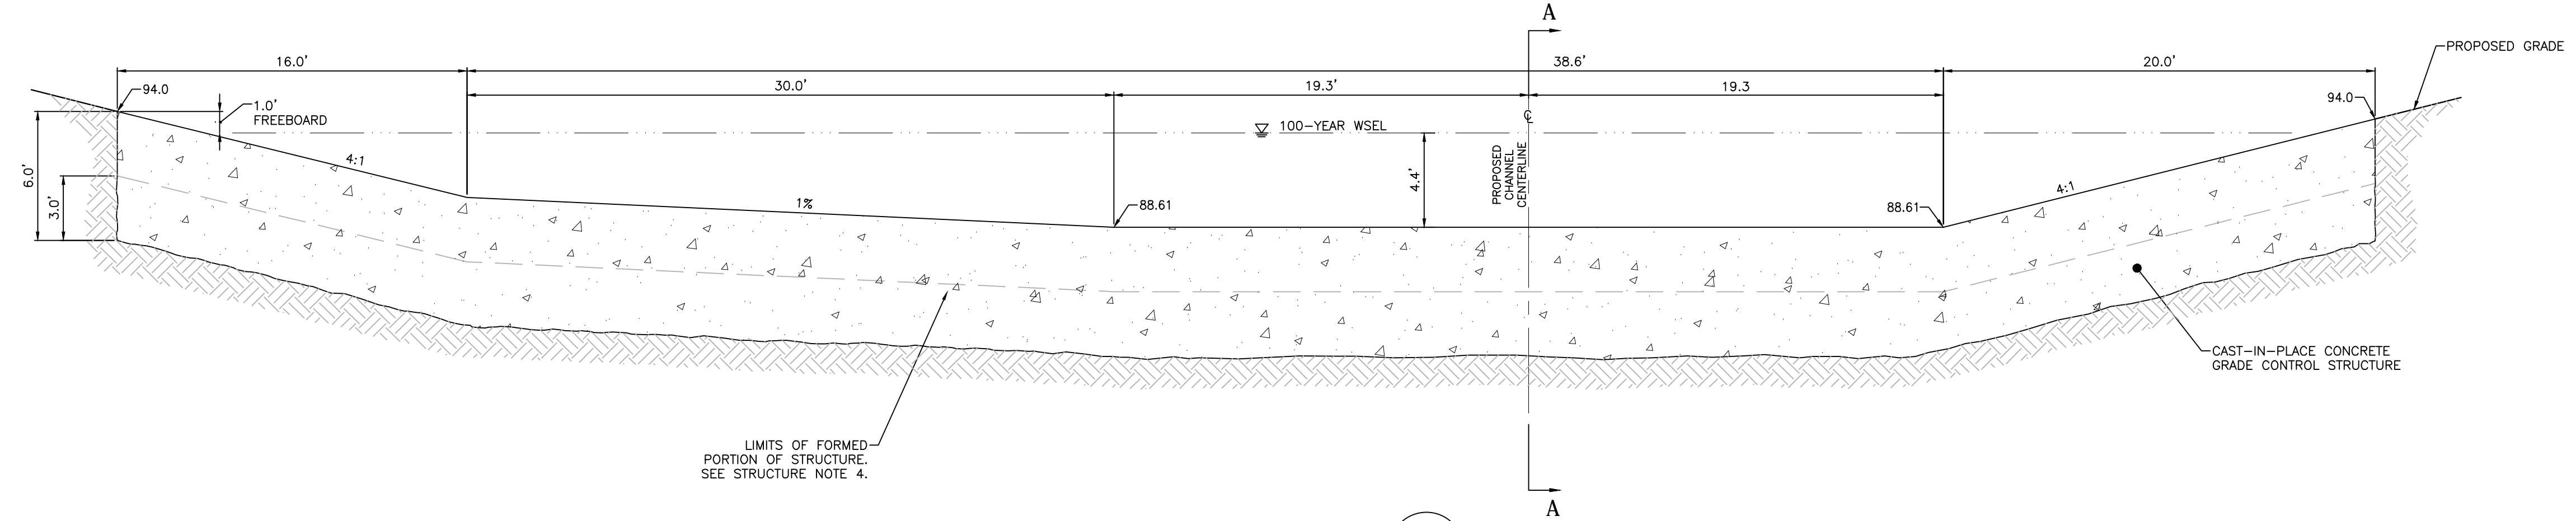 A
PROPOSED GRADE
16.0'
38.6'
20.0'
30.0'
19.3'
19.3
94.0
1.0'
FREEBOARD
94.0
℄
100-YEAR WSEL
PROPOSED
CHANNEL
CENTERLINE
4:1
6.0'
3.0'
4.4'
4:1
1%
88.61
88.61
CAST-IN-PLACE CONCRETE
GRADE CONTROL STRUCTURE
LIMITS OF FORMED
PORTION OF STRUCTURE.
SEE STRUCTURE NOTE 4.
A